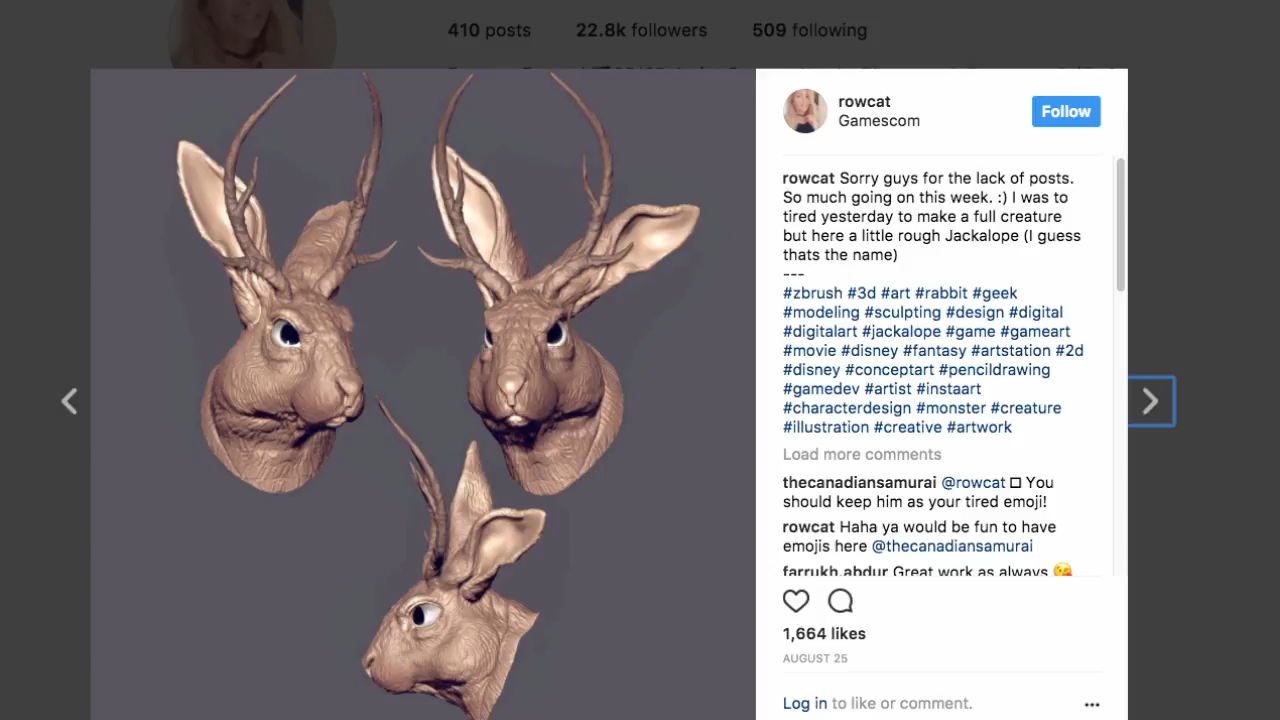 410 posts 22.8k followers 509 following
rowcat
Gamescom
Follow
rowcat Sorry guys for the lack of posts.
So much going on this week. :) I was to
tired yesterday to make a full creature
but here a little rough Jackalope (I guess
thats the name)
---
#zbrush #3d #art #rabbit #geek
#modeling #sculpting #design #digital
#digitalart #jackalope #game #gameart
#movie #disney #fantasy #artstation #2d
#disney #conceptart #pencildrawing
#gamedev #artist #instaart
#characterdesign #monster #creature
#illustration #creative #artwork
Load more comments
thecanadiansamurai @rowcat □ You
should keep him as your tired emoji!
rowcat Haha ya would be fun to have
emojis here @thecanadiansamurai
farrukh.abdur Great work as always 😘
1,664 likes
AUGUST 25
Log in to like or comment.